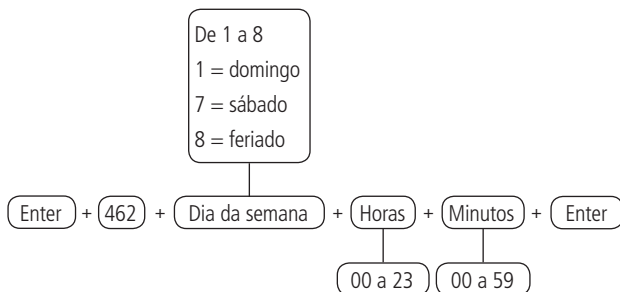 De 1 a 8
1 = domingo
7 = sábado
8 = feriado
Enter + 462 + Dia da semana + Horas + Minutos + Enter
00 a 23 00 a 59